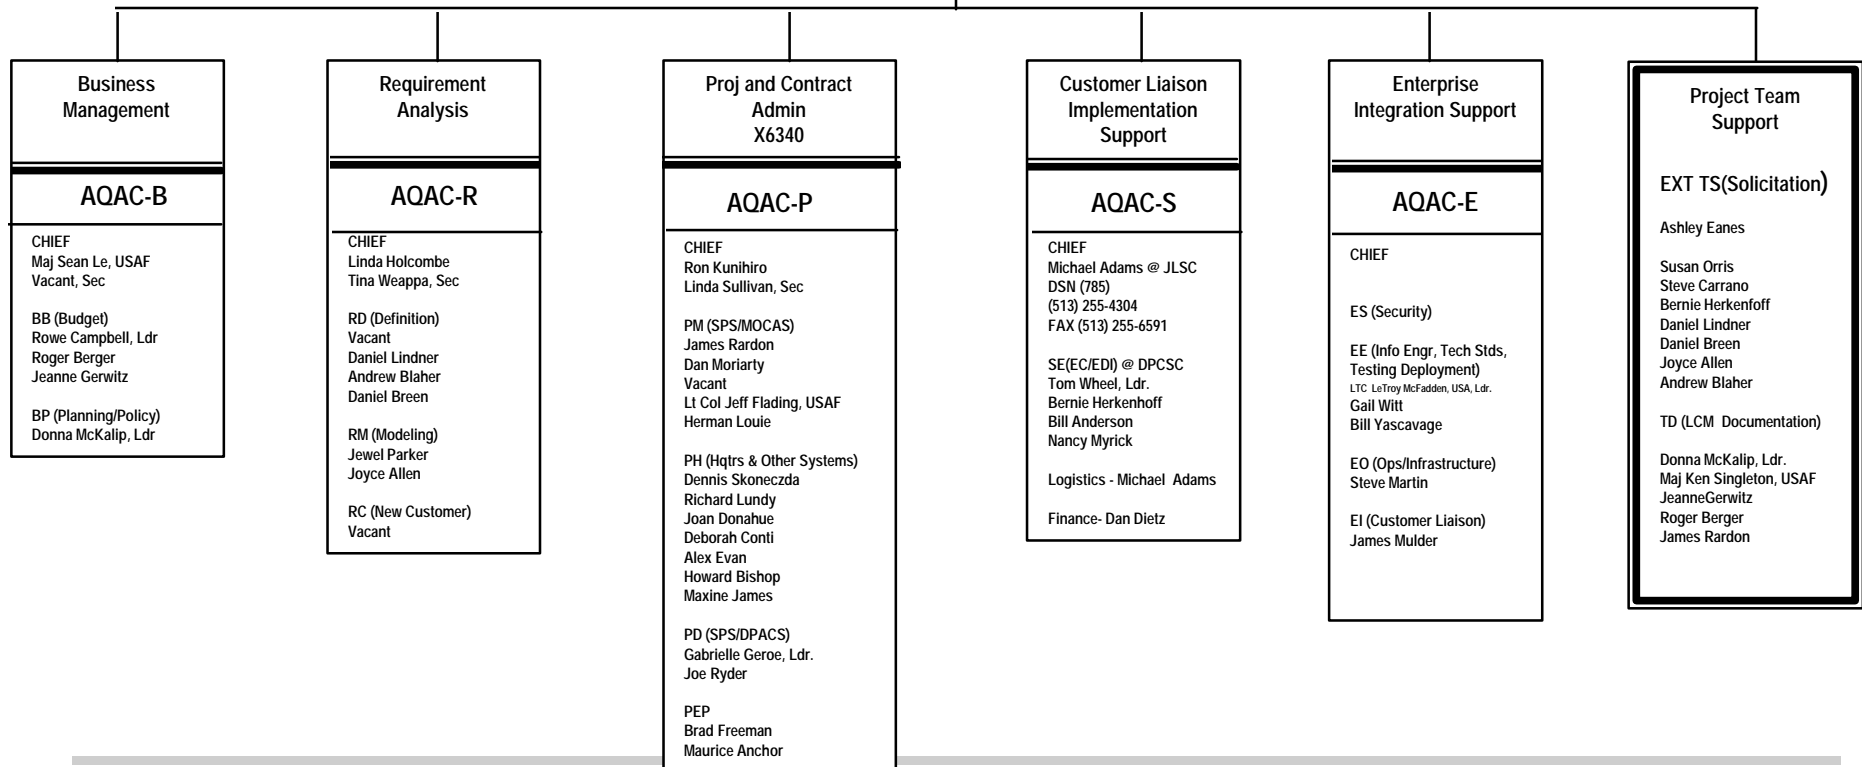 Business
Management
AQAC-B
CHIEF
Maj Sean Le, USAF
Vacant, Sec
BB (Budget)
Rowe Campbell, Ldr
Roger Berger
Jeanne Gerwitz
BP (Planning/Policy)
Donna McKalip, Ldr
Requirement
Analysis
AQAC-R
CHIEF
Linda Holcombe
Tina Weappa, Sec
RD (Definition)
Vacant
Daniel Lindner
Andrew Blaher
Daniel Breen
RM (Modeling)
Jewel Parker
Joyce Allen
RC (New Customer)
Vacant
Proj and Contract
Admin
X6340
AQAC-P
CHIEF
Ron Kunihiro
Linda Sullivan, Sec
PM (SPS/MOCAS)
James Rardon
Dan Moriarty
Vacant
Lt Col Jeff Flading, USAF
Herman Louie
PH (Hqtrs & Other Systems)
Dennis Skoneczda
Richard Lundy
Joan Donahue
Deborah Conti
Alex Evan
Howard Bishop
Maxine James
PD (SPS/DPACS)
Gabrielle Geroe, Ldr.
Joe Ryder
PEP
Brad Freeman
Maurice Anchor
Customer Liaison
Implementation
Support
AQAC-S
CHIEF
Michael Adams @ JLSC
DSN (785)
(513) 255-4304
FAX (513) 255-6591
SE(EC/EDI) @ DPCSC
Tom Wheel, Ldr.
Bernie Herkenhoff
Bill Anderson
Nancy Myrick
Logistics - Michael Adams
Finance- Dan Dietz
Enterprise
Integration Support
AQAC-E
CHIEF
ES (Security)
EE (Info Engr, Tech Stds,
Testing Deployment)
LTC LeTroy McFadden, USA, Ldr.
Gail Witt
Bill Yascavage
EO (Ops/Infrastructure)
Steve Martin
EI (Customer Liaison)
James Mulder
Project Team
Support
EXT TS(Solicitation)
Ashley Eanes
Susan Orris
Steve Carrano
Bernie Herkenfoff
Daniel Lindner
Daniel Breen
Joyce Allen
Andrew Blaher
TD (LCM Documentation)
Donna McKalip, Ldr.
Maj Ken Singleton, USAF
JeanneGerwitz
Roger Berger
James Rardon